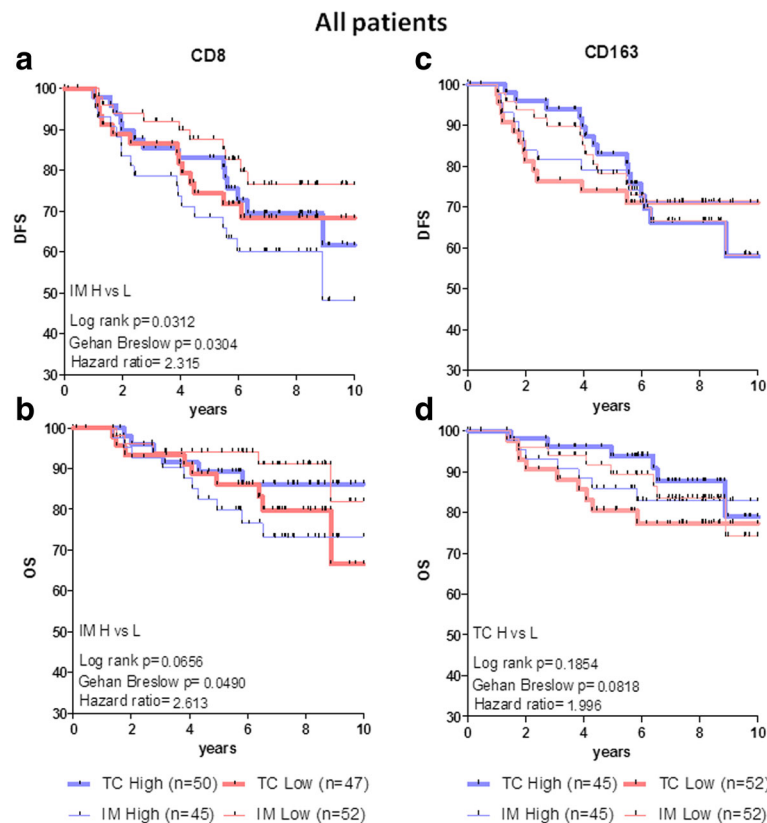 All patients
a
CD8
100
90
80
70
60
50
40
30
DFS
IM H vs L
Log rank p=0.0312
Gehan Breslow p=0.0304
Hazard ratio= 2.315
0 2 4 6 8 10
years
c
CD163
100
90
80
70
60
50
40
30
DFS
0 2 4 6 8 10
years
b
100
90
80
70
60
50
40
30
OS
IM H vs L
Log rank p=0.0656
Gehan Breslow p= 0.0490
Hazard ratio= 2.613
0 2 4 6 8 10
years
d
100
90
80
70
60
50
40
30
OS
TC H vs L
Log rank p=0.1854
Gehan Breslow p= 0.0818
Hazard ratio= 1.996
0 2 4 6 8 10
years
TC High (n=50) TC Low (n=47)
IM High (n=45) IM Low (n=52)
TC High (n=45) TC Low (n=52)
IM High (n=45) IM Low (n=52)